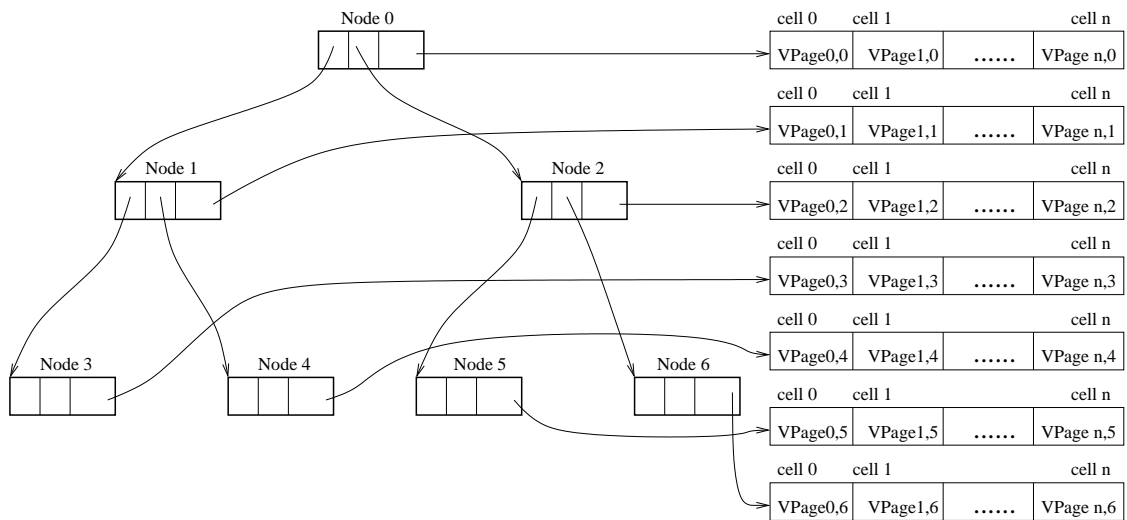 Node 0
cell 0 cell 1 cell n
VPage0,0 VPage1,0 ...... VPage n,0
cell 0 cell 1 cell n
VPage0,1 VPage1,1 ...... VPage n,1
Node 1 Node 2
cell 0 cell 1 cell n
VPage0,2 VPage1,2 ...... VPage n,2
cell 0 cell 1 cell n
VPage0,3 VPage1,3 ...... VPage n,3
cell 0 cell 1 cell n
VPage0,4 VPage1,4 ...... VPage n,4
Node 3 Node 4 Node 5 Node 6
cell 0 cell 1 cell n
VPage0,5 VPage1,5 ...... VPage n,5
cell 0 cell 1 cell n
VPage0,6 VPage1,6 ...... VPage n,6